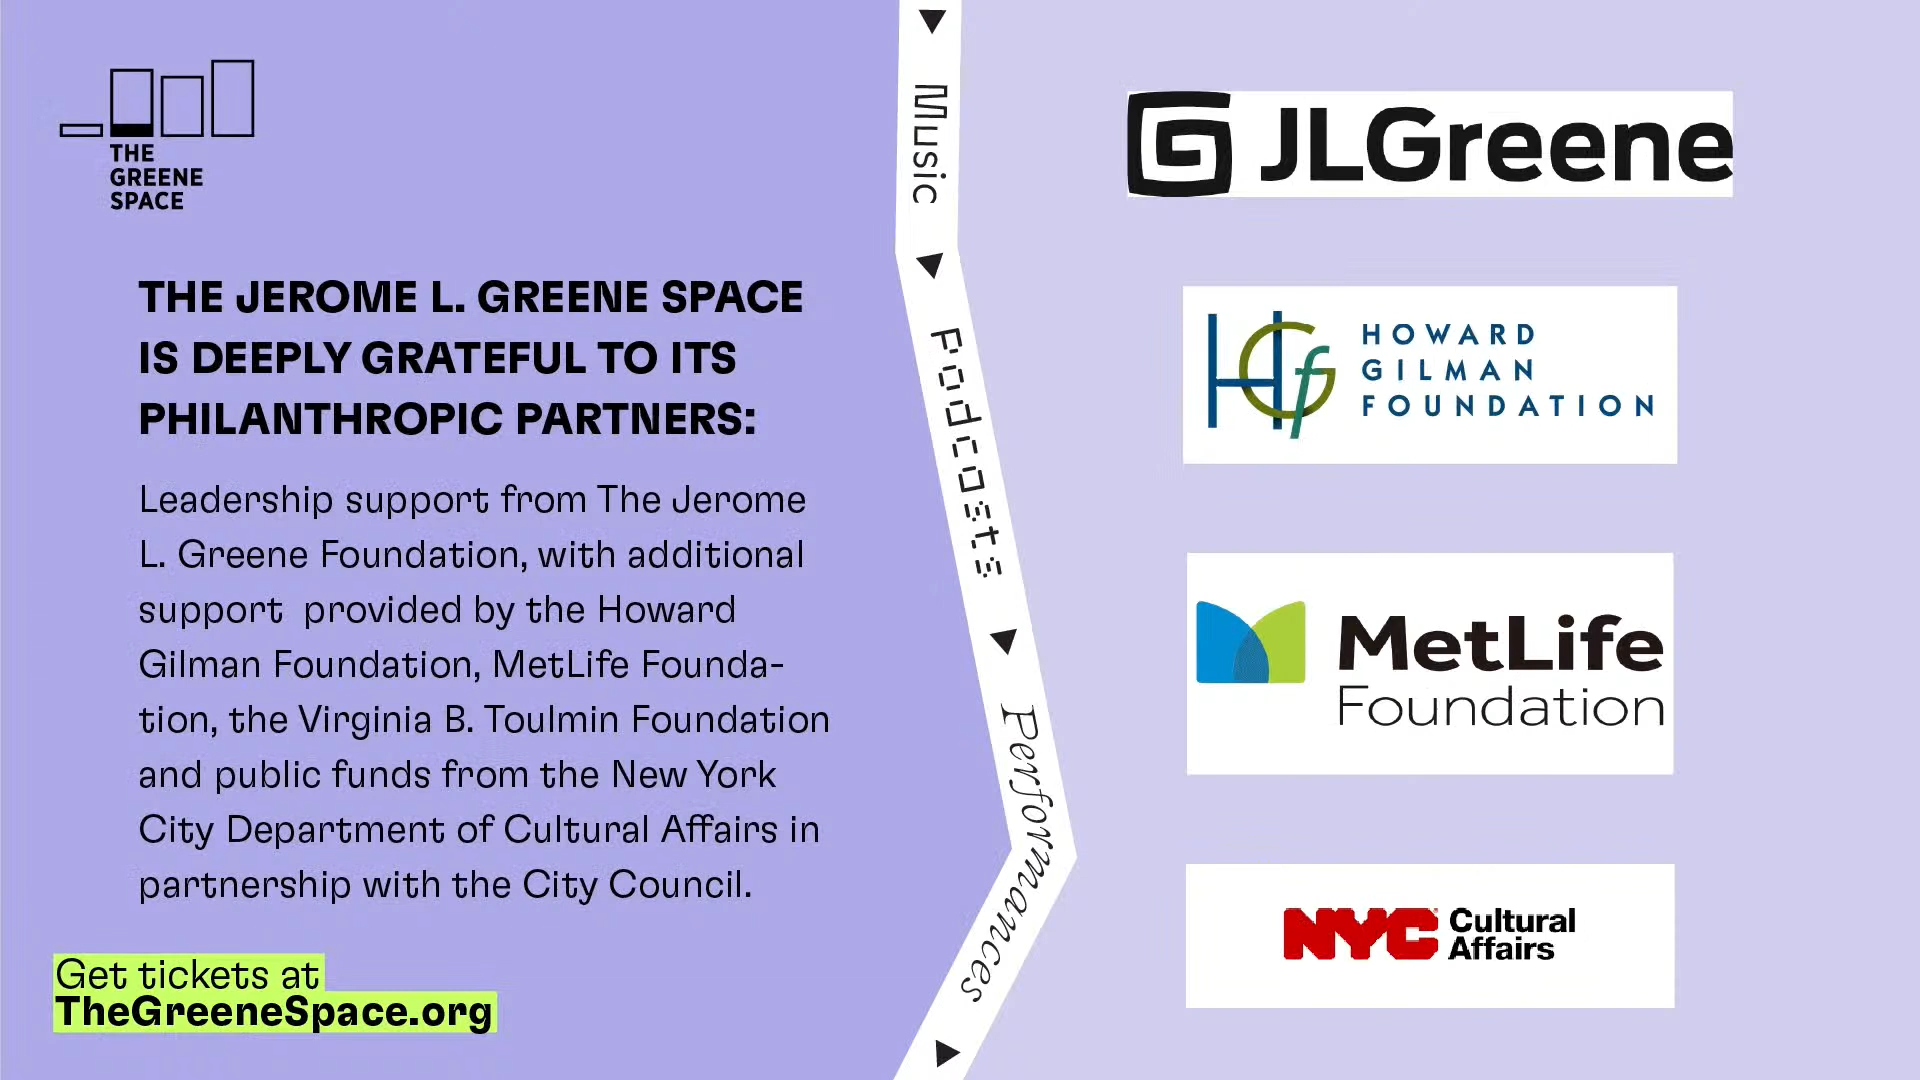 THE
GREENE
SPACE
THE JEROME L. GREENE SPACE
IS DEEPLY GRATEFUL TO ITS
PHILANTHROPIC PARTNERS:
Leadership support from The Jerome
L. Greene Foundation, with additional
support  provided by the Howard
Gilman Foundation, MetLife Founda-
tion, the Virginia B. Toulmin Foundation
and public funds from the New York
City Department of Cultural Affairs in
partnership with the City Council.
Get tickets at
TheGreeneSpace.org
Music
Podcasts
Performances
G JLGreene
HGf
HOWARD
GILMAN
FOUNDATION
MetLife
Foundation
NYC Cultural
Affairs